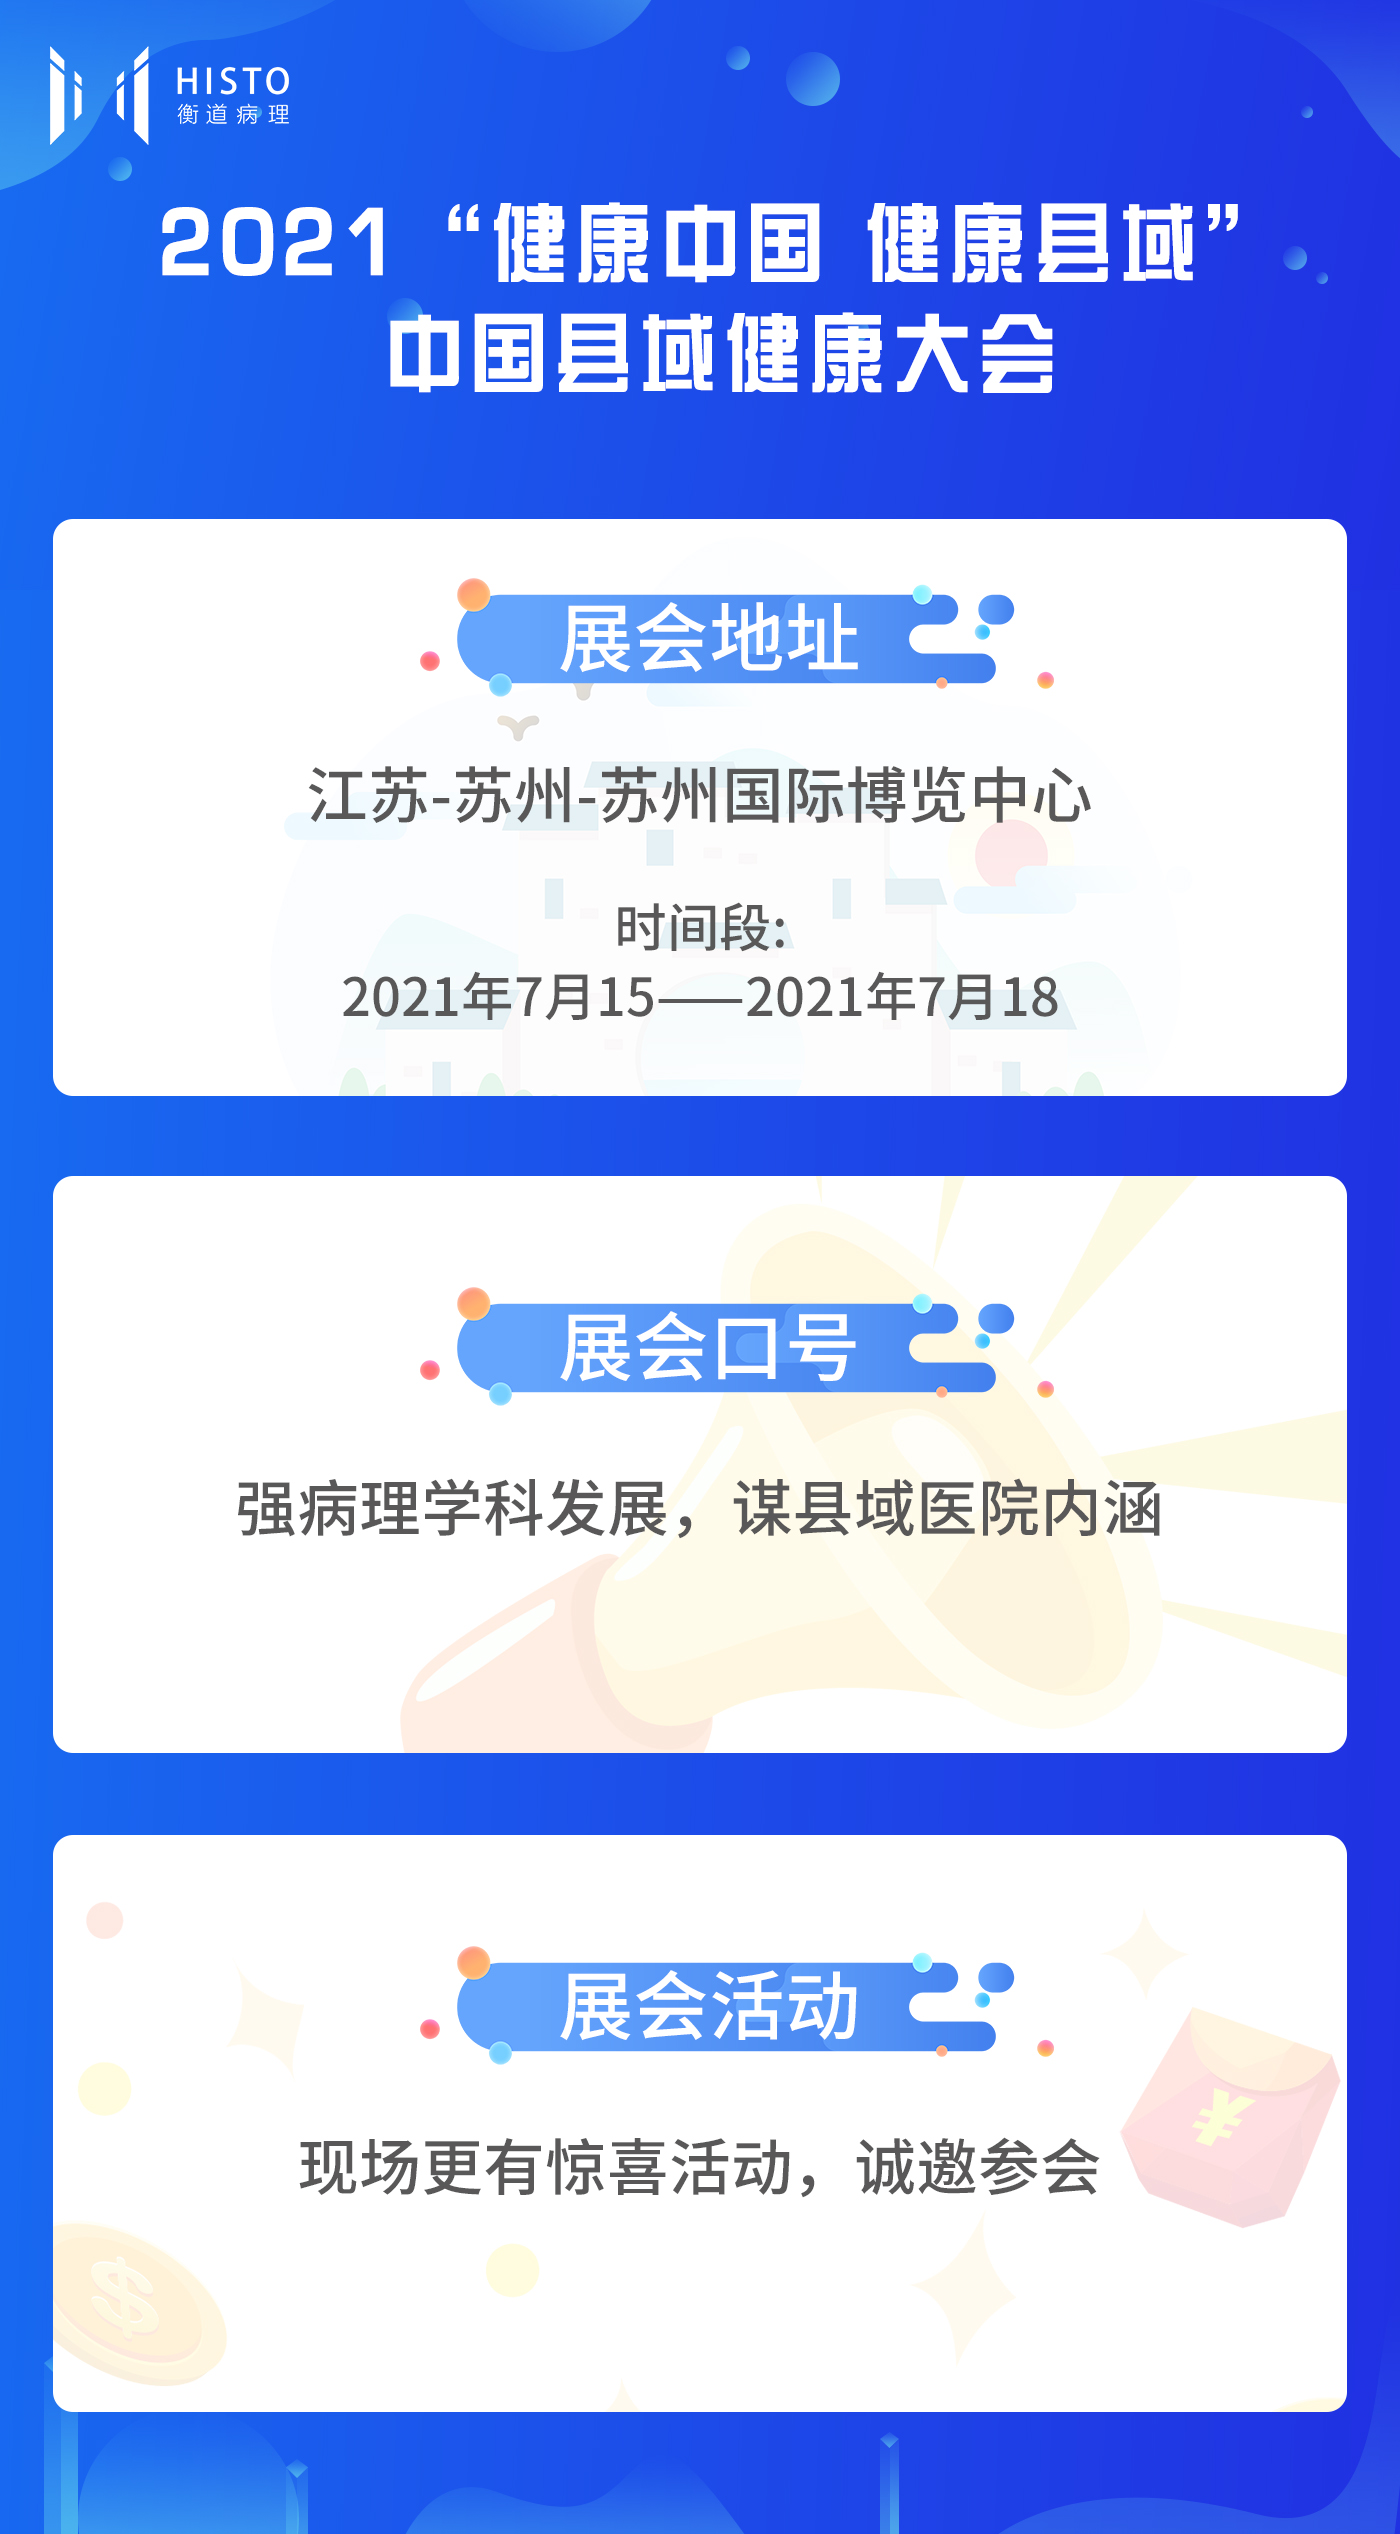 HISTO
衡道病理
2021 “健康中国 健康县域”
中国县域健康大会
展会地址
江苏-苏州-苏州国际博览中心
时间段:
2021年7月15——2021年7月18
展会口号
强病理学科发展，谋县域医院内涵
展会活动
¥
现场更有惊喜活动，诚邀参会
$